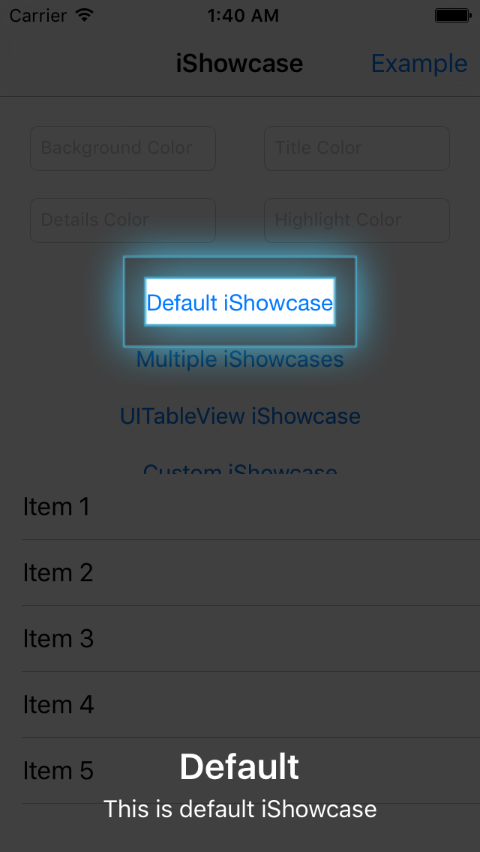 Carrier 1:40 AM
iShowcase Example
Background Color Title Color
Details Color Highlight Color
Default iShowcase
Multiple iShowcases
UITableView iShowcase
Custom iShowcase
Item 1
Item 2
Item 3
Item 4
Item 5
Default
This is default iShowcase